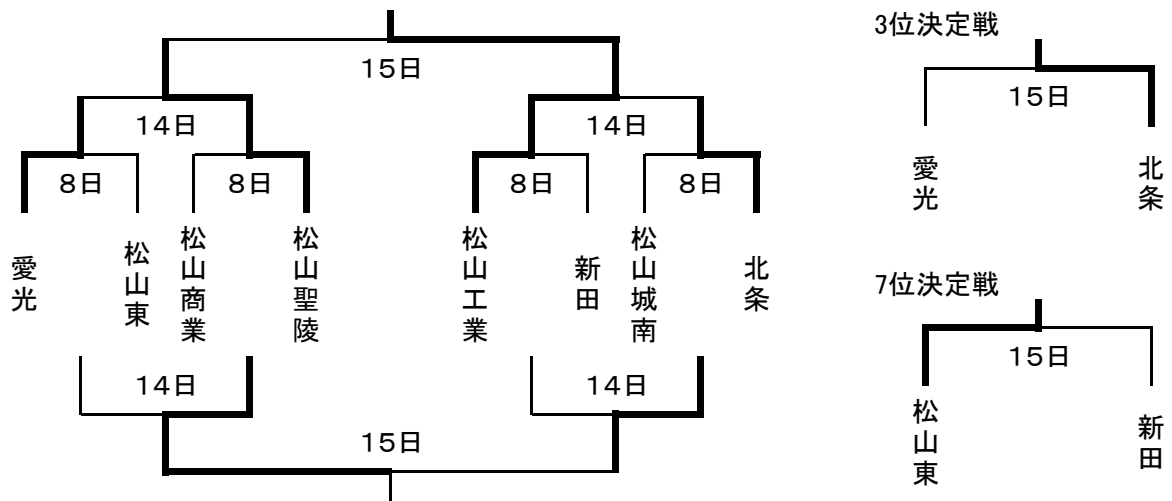 15日
14日
14日
8日
8日
8日
8日
愛光
松山東
松山商業
松山聖陵
松山工業
新田
松山城南
北条
14日
14日
15日
3位決定戦
15日
愛光
北条
7位決定戦
15日
松山東
新田